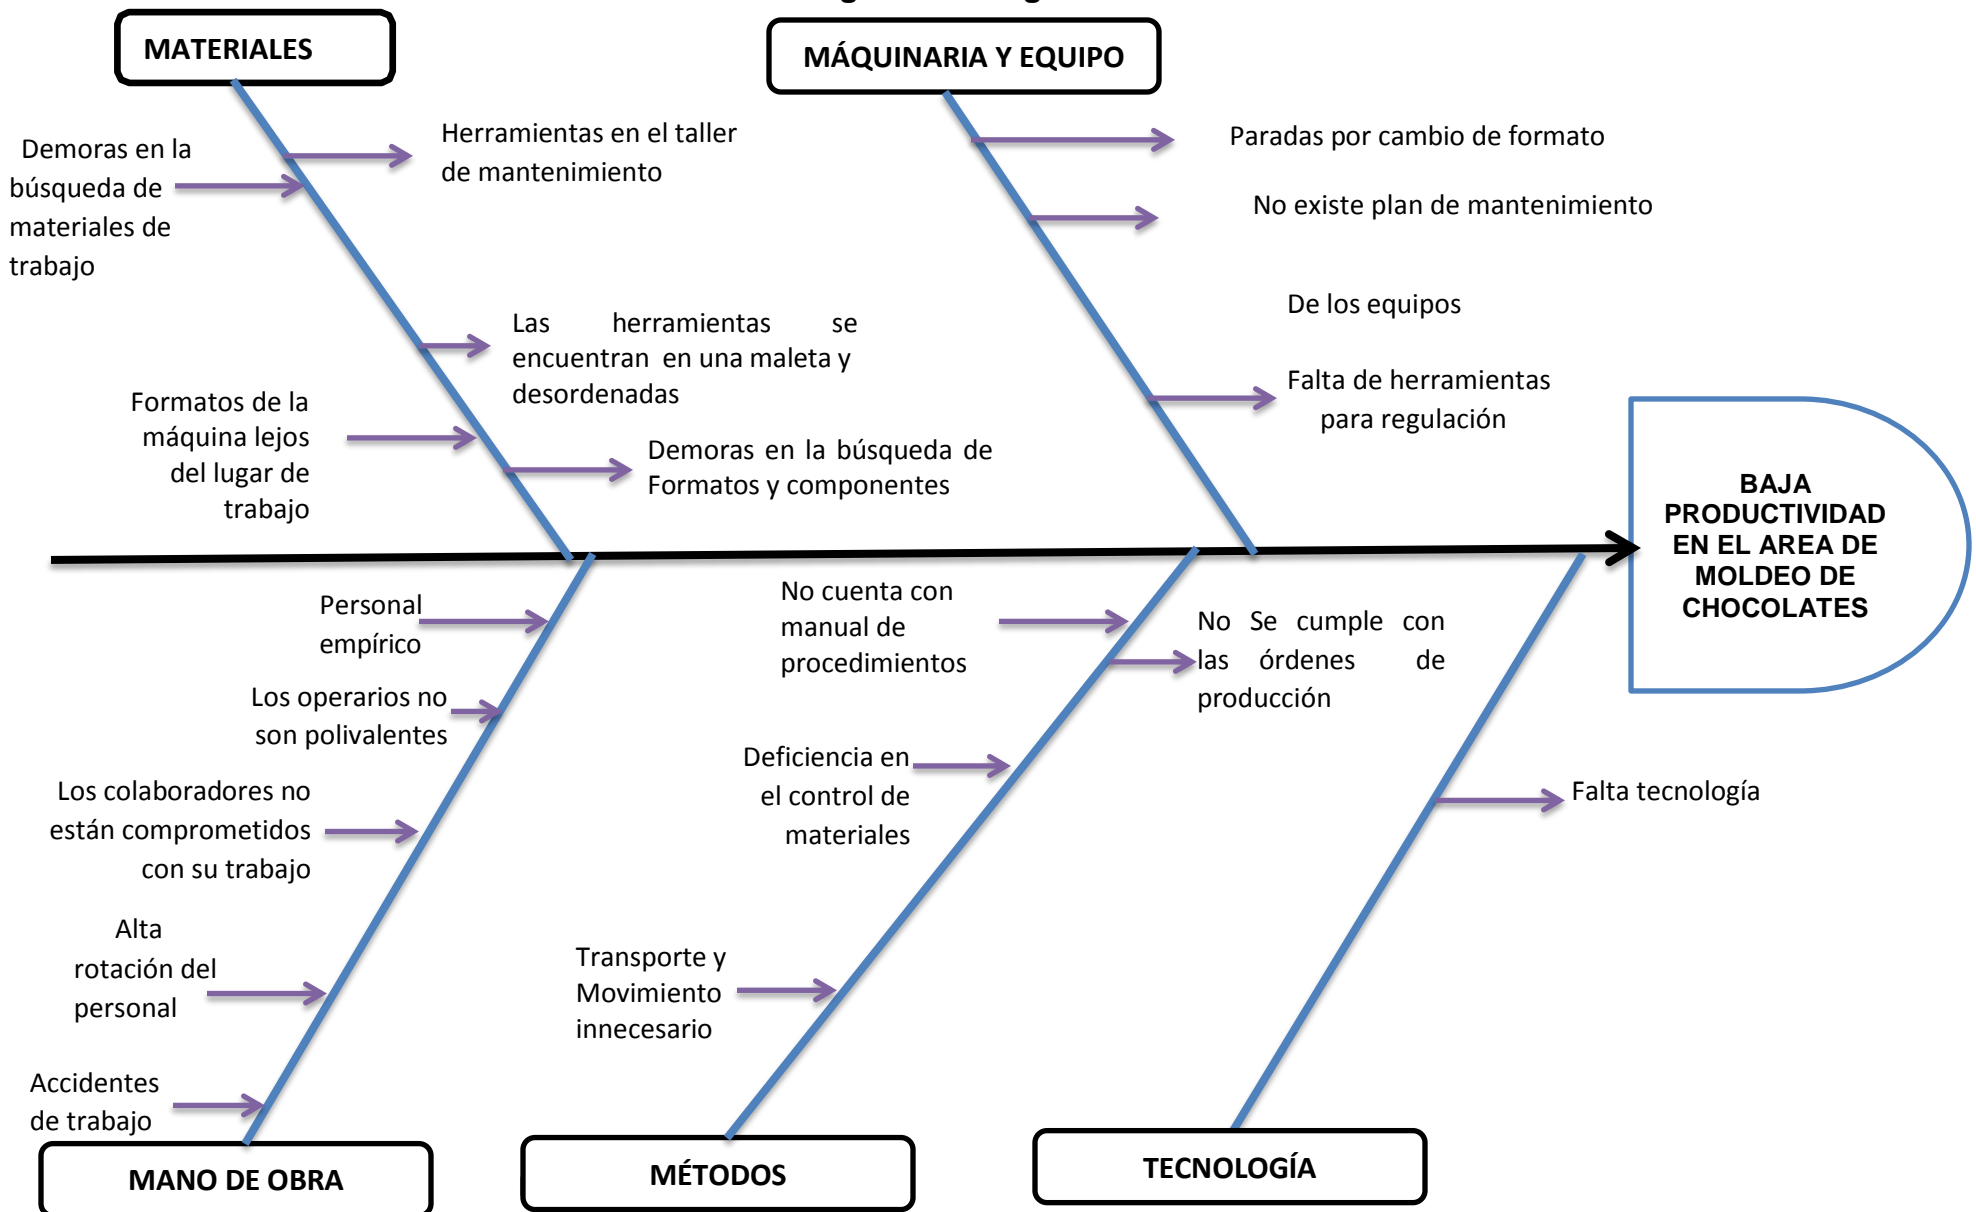 MATERIALES
MÁQUINARIA Y EQUIPO
Demoras en la
búsqueda de
materiales de
trabajo
Herramientas en el taller
de mantenimiento
Las herramientas se
encuentran en una maleta y
desordenadas
Formatos de la
máquina lejos
del lugar de
trabajo
Demoras en la búsqueda de
Formatos y componentes
Paradas por cambio de formato
No existe plan de mantenimiento
De los equipos
Falta de herramientas
para regulación
BAJA
PRODUCTIVIDAD
EN EL AREA DE
MOLDEO DE
CHOCOLATES
Personal
empírico
Los operarios no
son polivalentes
Los colaboradores no
están comprometidos
con su trabajo
Alta
rotación del
personal
Accidentes
de trabajo
No cuenta con
manual de
procedimientos
No Se cumple con
las órdenes de
producción
Deficiencia en
el control de
materiales
Transporte y
Movimiento
innecesario
Falta tecnología
MANO DE OBRA
MÉTODOS
TECNOLOGÍA